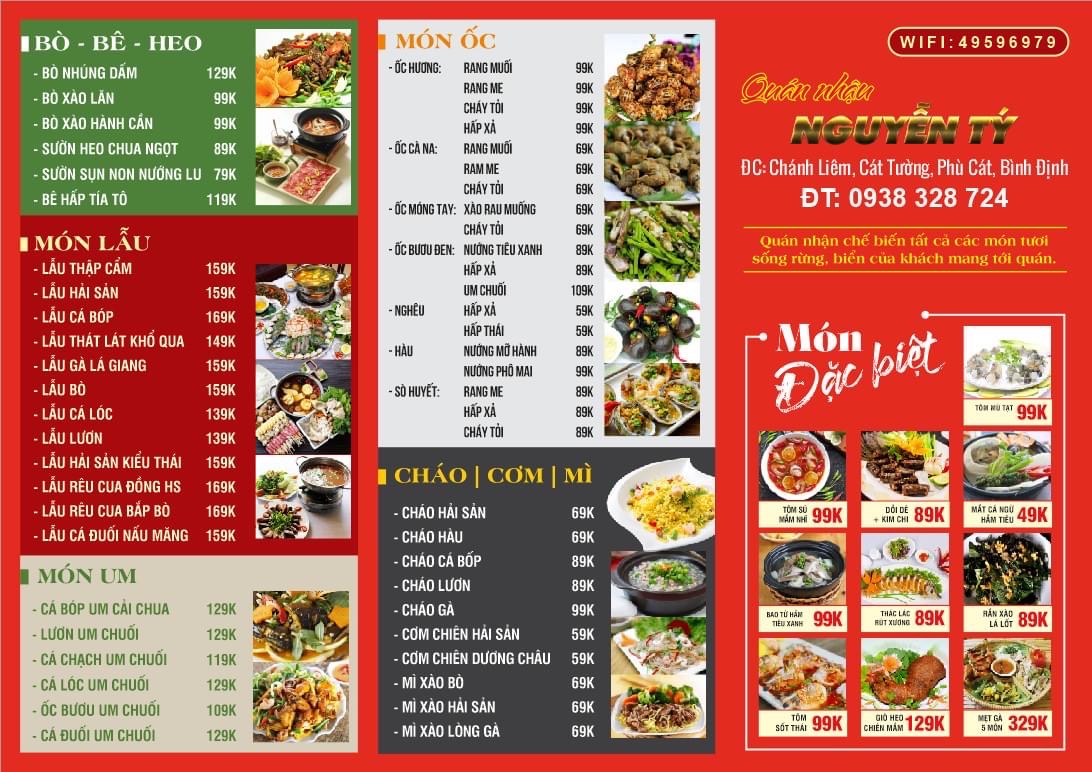 BÒ - BÊ - HEO
- BÒ NHÚNG DẤM 129K
- BÒ XÀO LĂN 99K
- BÒ XÀO HÀNH CẦN 99K
- SƯỜN HEO CHUA NGỌT 89K
- SƯỜN SỤN NON NƯỚNG LU 79K
- BÊ HẤP TÍA TÔ 119K
MÓN LẨU
- LẨU THẬP CẨM 159K
- LẨU HẢI SẢN 159K
- LẨU CÁ BÓP 169K
- LẨU THÁT LÁT KHỔ QUA 149K
- LẨU GÀ LÁ GIANG 159K
- LẨU BÒ 159K
- LẨU CÁ LÓC 139K
- LẨU LƯƠN 139K
- LẨU HẢI SẢN KIỂU THÁI 159K
- LẨU RÊU CUA ĐỒNG HS 169K
- LẨU RÊU CUA BẮP BÒ 169K
- LẨU CÁ ĐUỐI NẤU MĂNG 159K
MÓN UM
- CÁ BÓP UM CẢI CHUA 129K
- LƯƠN UM CHUỐI 129K
- CÁ CHẠCH UM CHUỐI 119K
- CÁ LÓC UM CHUỐI 129K
- ỐC BƯƠU UM CHUỐI 109K
- CÁ ĐUỐI UM CHUỐI 129K
MÓN ỐC
- ỐC HƯƠNG: RANG MUỐI 99K
RANG ME 99K
CHÁY TỎI 99K
HẤP XẢ 99K
- ỐC CÀ NA: RANG MUỐI 69K
RAM ME 69K
CHÁY TỎI 69K
- ỐC MÓNG TAY: XÀO RAU MUỐNG 69K
CHÁY TỎI 69K
- ỐC BƯƠU ĐEN: NƯỚNG TIÊU XANH 89K
HẤP XẢ 89K
UM CHUỐI 109K
- NGHÊU HẤP XẢ 59K
HẤP THÁI 59K
- HÀU NƯỚNG MỠ HÀNH 89K
NƯỚNG PHÔ MAI 99K
- SÒ HUYẾT: RANG ME 89K
HẤP XẢ 89K
CHÁY TỎI 89K
CHÁO | CƠM | MÌ
- CHÁO HẢI SẢN 69K
- CHÁO HÀU 69K
- CHÁO CÁ BỐP 89K
- CHÁO LƯƠN 89K
- CHÁO GÀ 99K
- CƠM CHIÊN HẢI SẢN 59K
- CƠM CHIÊN DƯƠNG CHÂU 59K
- MÌ XÀO BÒ 69K
- MÌ XÀO HẢI SẢN 69K
- MÌ XÀO LÒNG GÀ 69K
WIFI: 49596979
Quán nhậu
NGUYỄN TÝ
ĐC: Chánh Liêm, Cát Tường, Phù Cát, Bình Định
ĐT: 0938 328 724
Quán nhận chế biến tất cả các món tươi
sống rừng, biển của khách mang tới quán.
Món
Đặc biệt
TÔM MÙ TẠT 99K
TÔM SÚ
MẮM NHĨ 99K
DỒI DÊ
+ KIM CHI 89K
MẮT CÁ NGỪ
HẦM TIÊU 49K
BAO TỬ HẦM
TIÊU XANH 99K
THÁC LÁC
RÚT XƯƠNG 89K
RẮN XÀO
LÁ LỐT 89K
TÔM
SỐT THÁI 99K
GIÒ HEO
CHIÊN MẮM 129K
MẸT GÀ
5 MÓN 329K